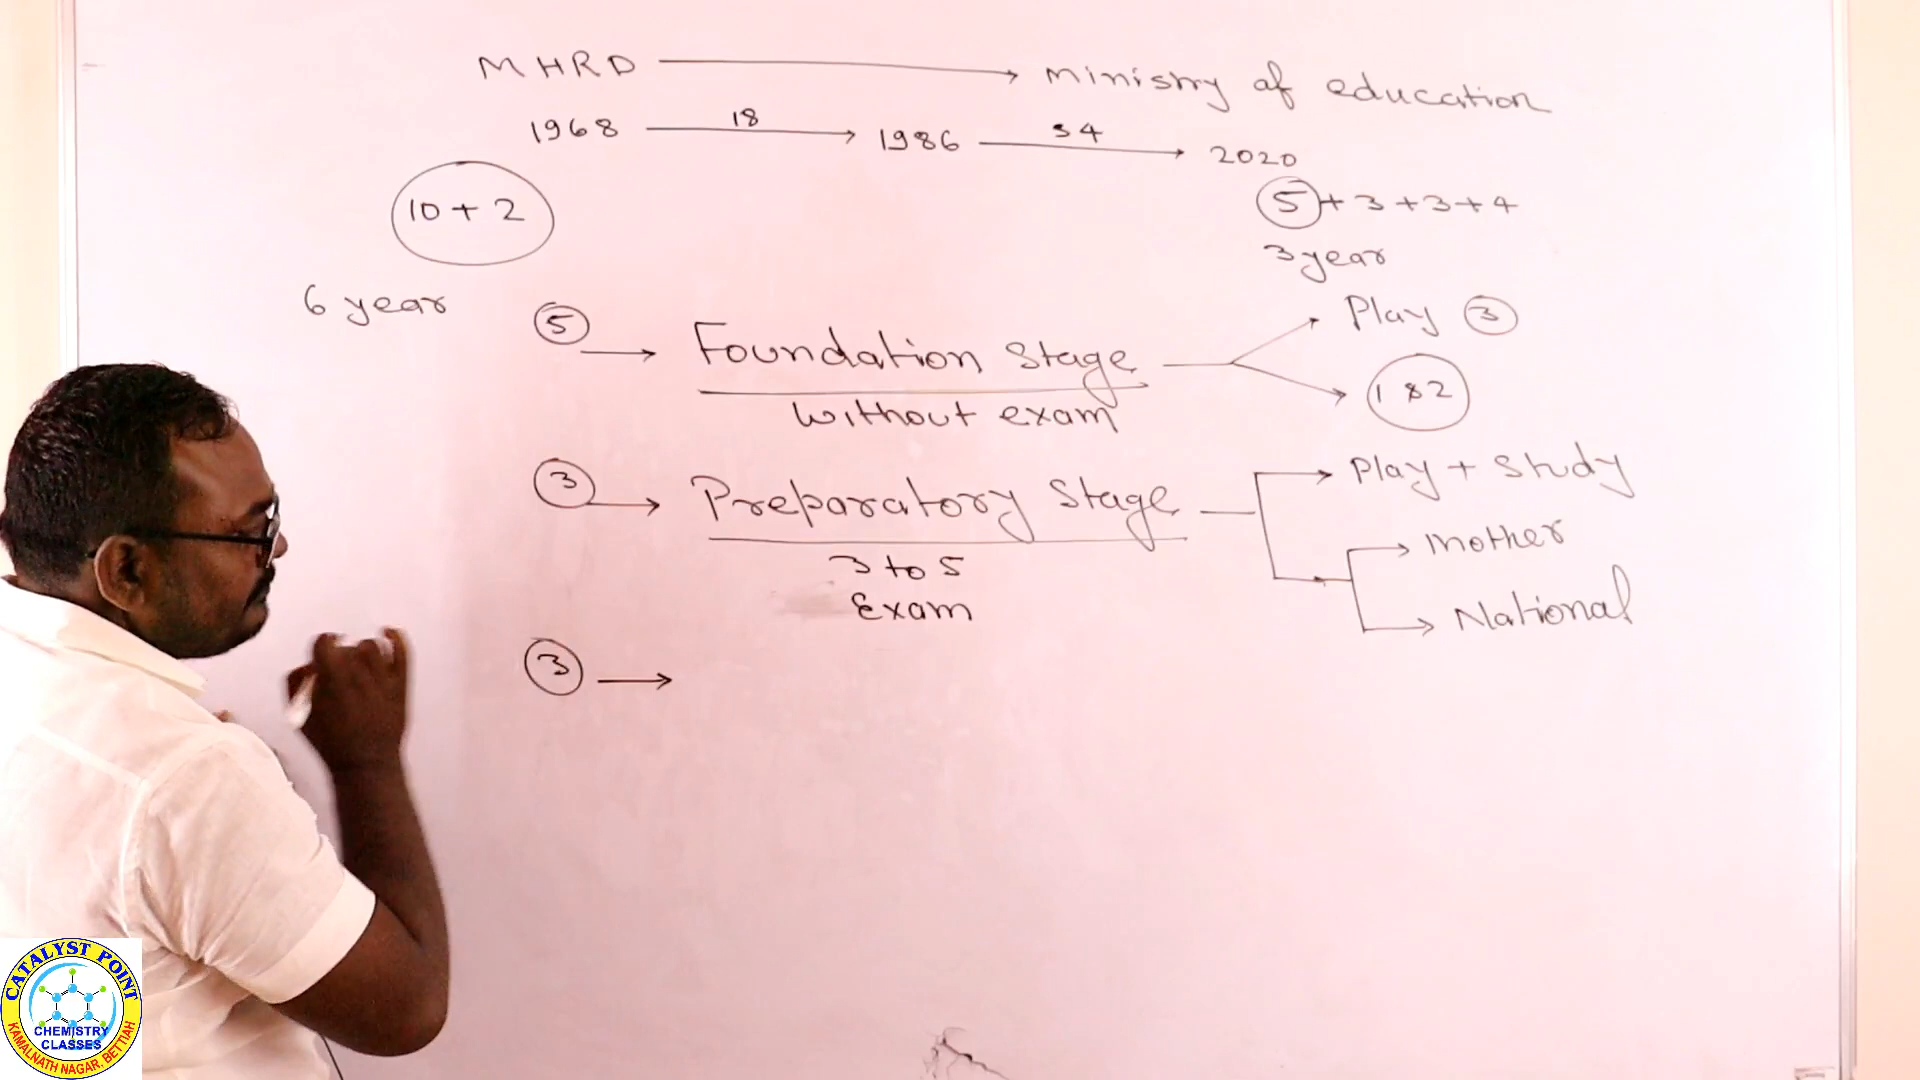 MHRD → Ministry of education
1968 → 18 → 1986 → 34 → 2020
10 + 2
5 + 3 + 3 + 4
3 year
6 year
5 → Foundation Stage
Play 3
1 & 2
without exam
3 → Preparatory Stage
Play + Study
Mother
National
3 to 5
Exam
3 →
CATALYST POINT
CHEMISTRY
CLASSES
KAMALNATH NAGAR, BETTIAH